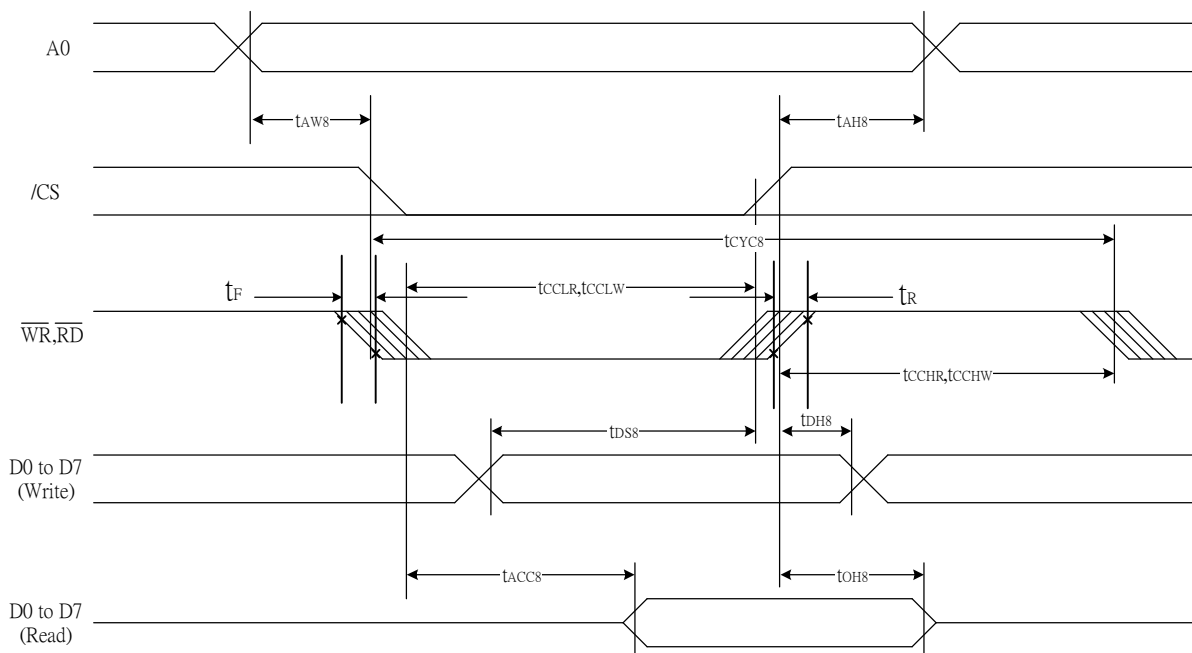 A0
tAW8
tAH8
/CS
tCYC8
tF
tCCLR,tCCLW
tR
WR,RD
tCCHR,tCCHW
tDH8
tDS8
D0 to D7
(Write)
tACC8
tOH8
D0 to D7
(Read)